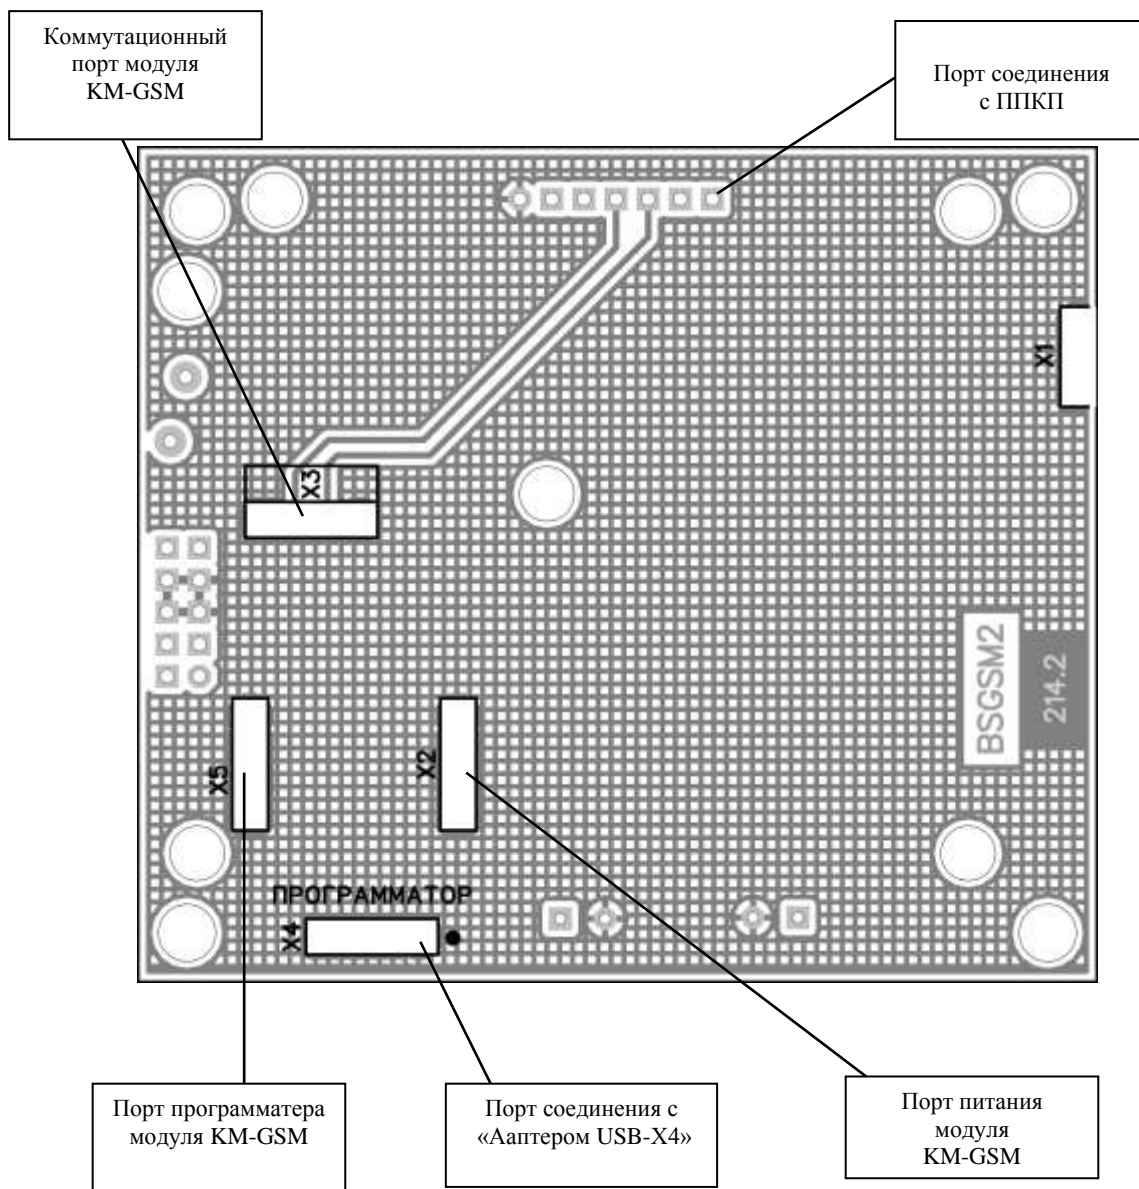 Коммутационный
порт модуля
KM-GSM
Порт соединения
с ППКП
X1
X3
BSGSM2
214.2
X5
X2
ПРОГРАММАТОР
X4
Порт программатера
модуля KM-GSM
Порт соединения с
«Ааптером USB-X4»
Порт питания
модуля
KM-GSM